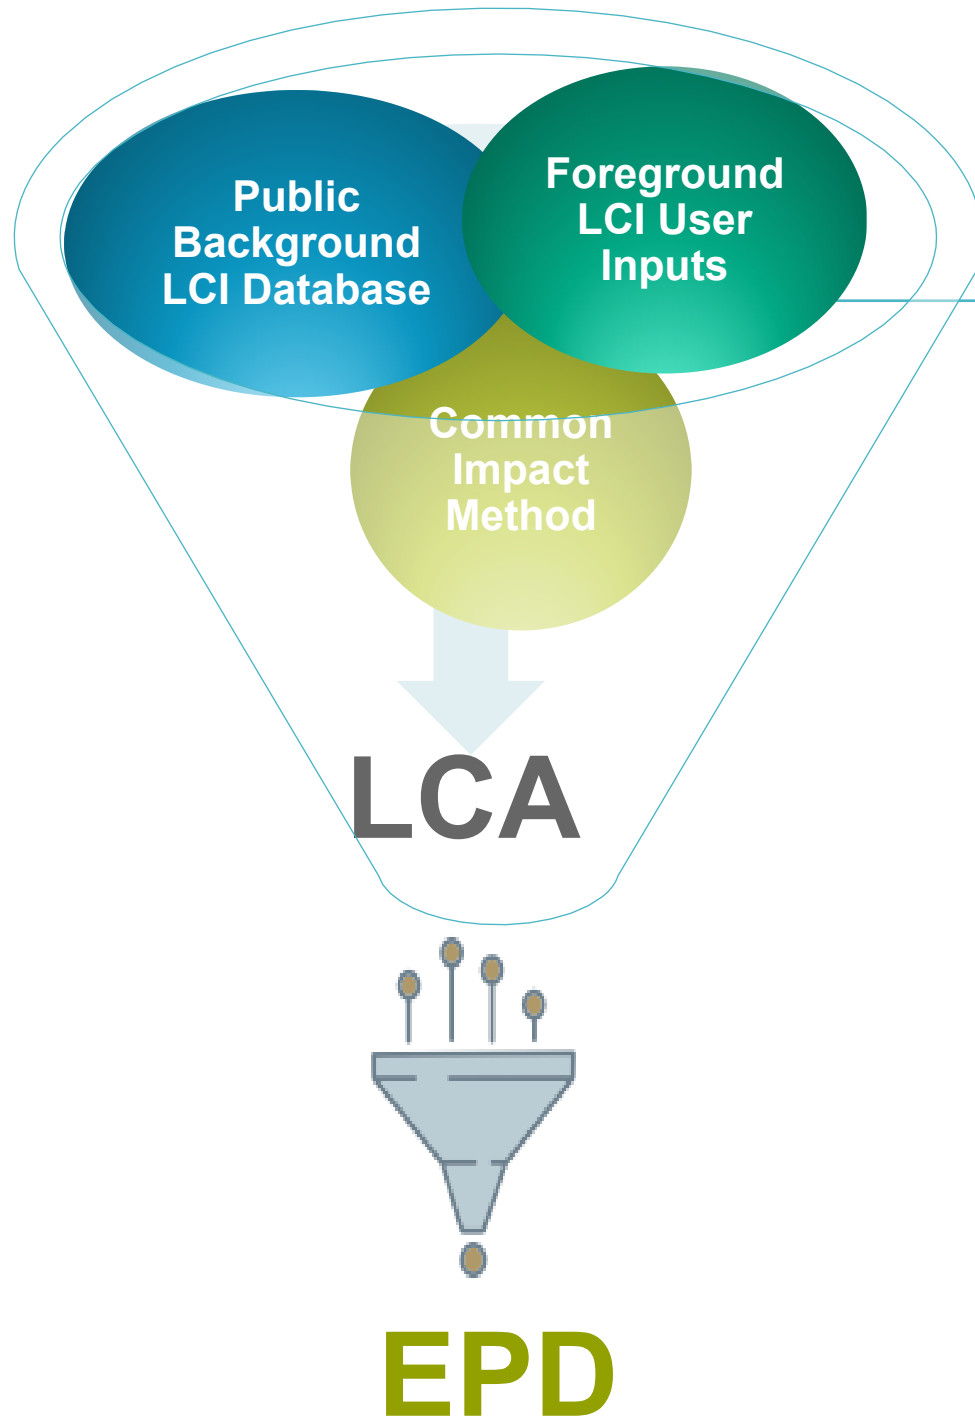 Public
Background
LCI Database
Foreground
LCI User
Inputs
Common
Impact
Method
LCA
EPD